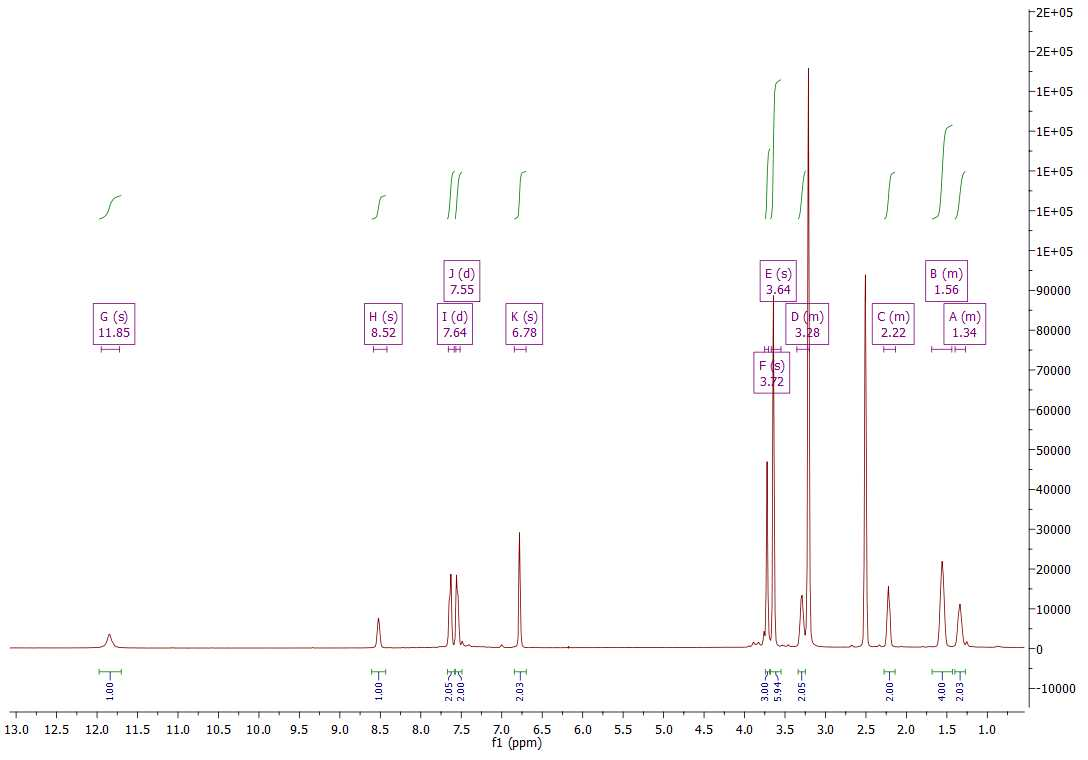 2E+05
2E+05
1E+05
1E+05
1E+05
1E+05
1E+05
90000
80000
70000
60000
50000
40000
30000
20000
10000
0
-10000
J (d)
7.55
E (s)
3.64
B (m)
1.56
G (s)
11.85
H (s)
8.52
I (d)
7.64
K (s)
6.78
D (m)
3.28
C (m)
2.22
A (m)
1.34
F (s)
3.72
1.00
1.00
2.05
2.00
2.03
3.00
5.94
2.05
2.00
4.00
2.03
13.0 12.5 12.0 11.5 11.0 10.5 10.0 9.5 9.0 8.5 8.0 7.5 7.0 6.5 6.0 5.5 5.0 4.5 4.0 3.5 3.0 2.5 2.0 1.5 1.0
f1 (ppm)